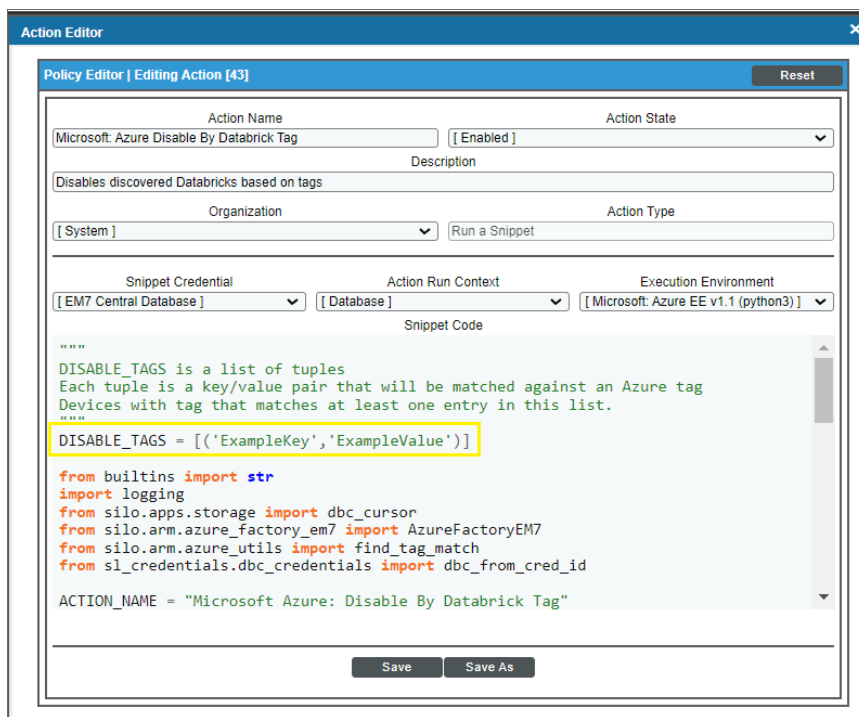 Action Editor
Policy Editor | Editing Action [43]
Reset
Action Name
Action State
Microsoft: Azure Disable By Databrick Tag
[ Enabled ]
Description
Disables discovered Databricks based on tags
Organization
Action Type
[ System ]
Run a Snippet
Snippet Credential
Action Run Context
Execution Environment
[ EM7 Central Database ]
[ Database ]
[ Microsoft: Azure EE v1.1 (python3) ]
Snippet Code
"""
DISABLE_TAGS is a list of tuples
Each tuple is a key/value pair that will be matched against an Azure tag
Devices with tag that matches at least one entry in this list.
"""
DISABLE_TAGS = [('ExampleKey','ExampleValue')]
from builtins import str
import logging
from silo.apps.storage import dbc_cursor
from silo.arm.azure_factory_em7 import AzureFactoryEM7
from silo.arm.azure_utils import find_tag_match
from sl_credentials.dbc_credentials import dbc_from_cred_id
ACTION_NAME = "Microsoft Azure: Disable By Databrick Tag"
Save
Save As